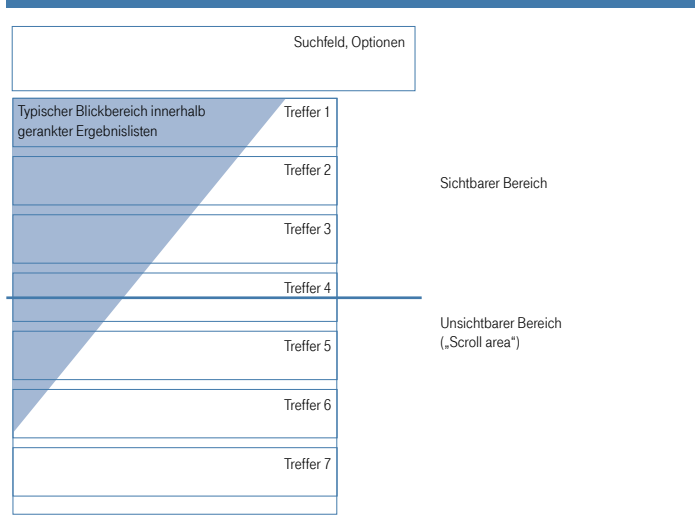 Suchfeld, Optionen
Typischer Blickbereich innerhalb
gerankter Ergebnislisten
Treffer 1
Treffer 2
Sichtbarer Bereich
Treffer 3
Treffer 4
Unsichtbarer Bereich
(„Scroll area“)
Treffer 5
Treffer 6
Treffer 7